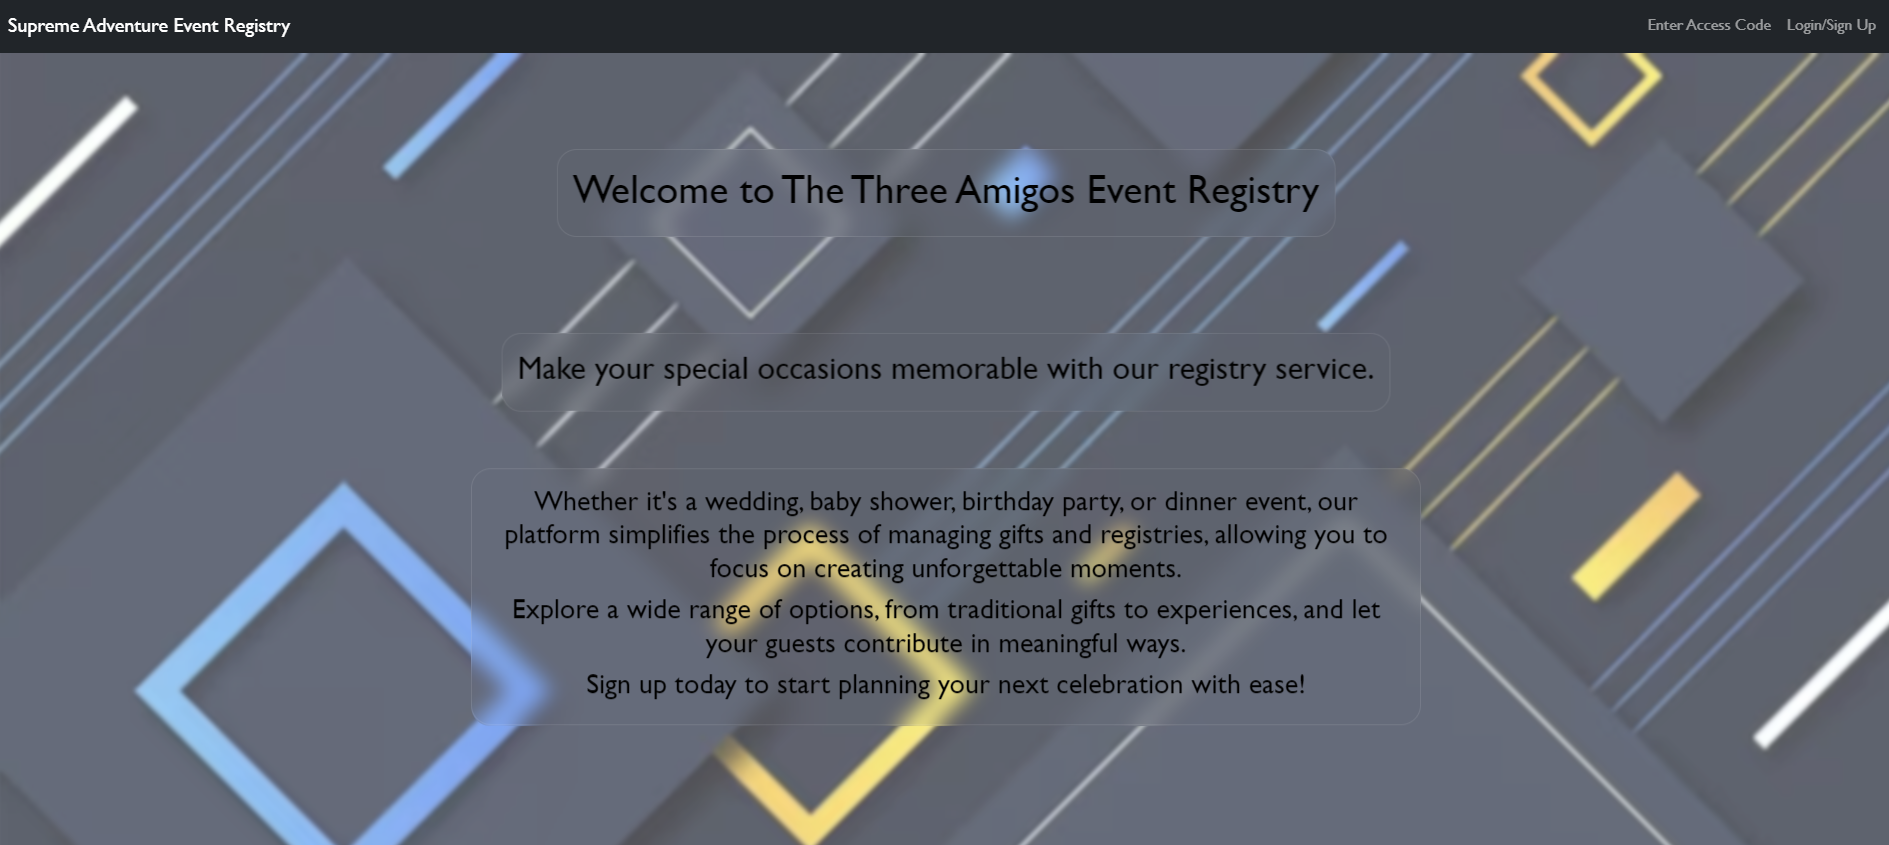 Supreme Adventure Event Registry
Enter Access Code
Login/Sign Up
Welcome to The Three Amigos Event Registry
Make your special occasions memorable with our registry service.
Whether it's a wedding, baby shower, birthday party, or dinner event, our
platform simplifies the process of managing gifts and registries, allowing you to
focus on creating unforgettable moments.
Explore a wide range of options, from traditional gifts to experiences, and let
your guests contribute in meaningful ways.
Sign up today to start planning your next celebration with ease!